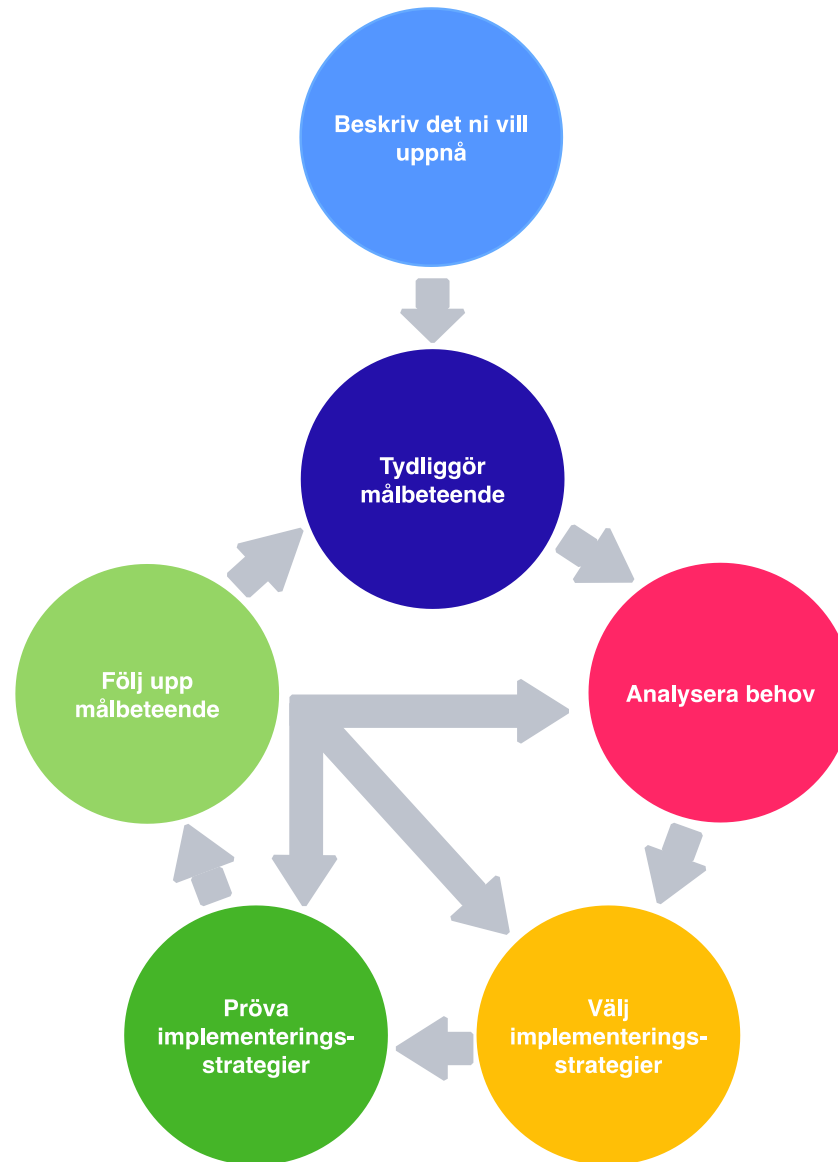 Beskriv det ni vill
uppnå
Tydliggör
målbeteende
Följ upp
målbeteende
Analysera behov
Pröva
implementerings-
strategier
Välj
implementerings-
strategier